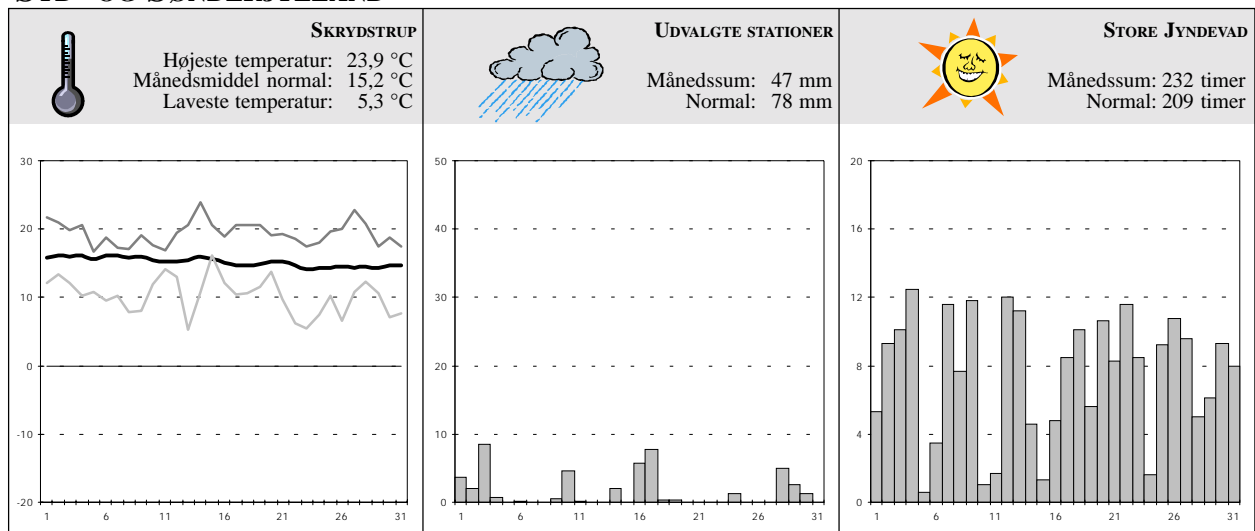 SKRYDSTRUP
Højeste temperatur: 23,9 °C
Månedsmiddel normal: 15,2 °C
Laveste temperatur: 5,3 °C
UDVALGTE STATIONER
Månedssum: 47 mm
Normal: 78 mm
STORE JYNDEVAD
Månedssum: 232 timer
Normal: 209 timer
30
20
10
0
-10
-20
1 6 11 16 21 26 31
50
40
30
20
10
0
1 6 11 16 21 26 31
20
16
12
8
4
0
1 6 11 16 21 26 31